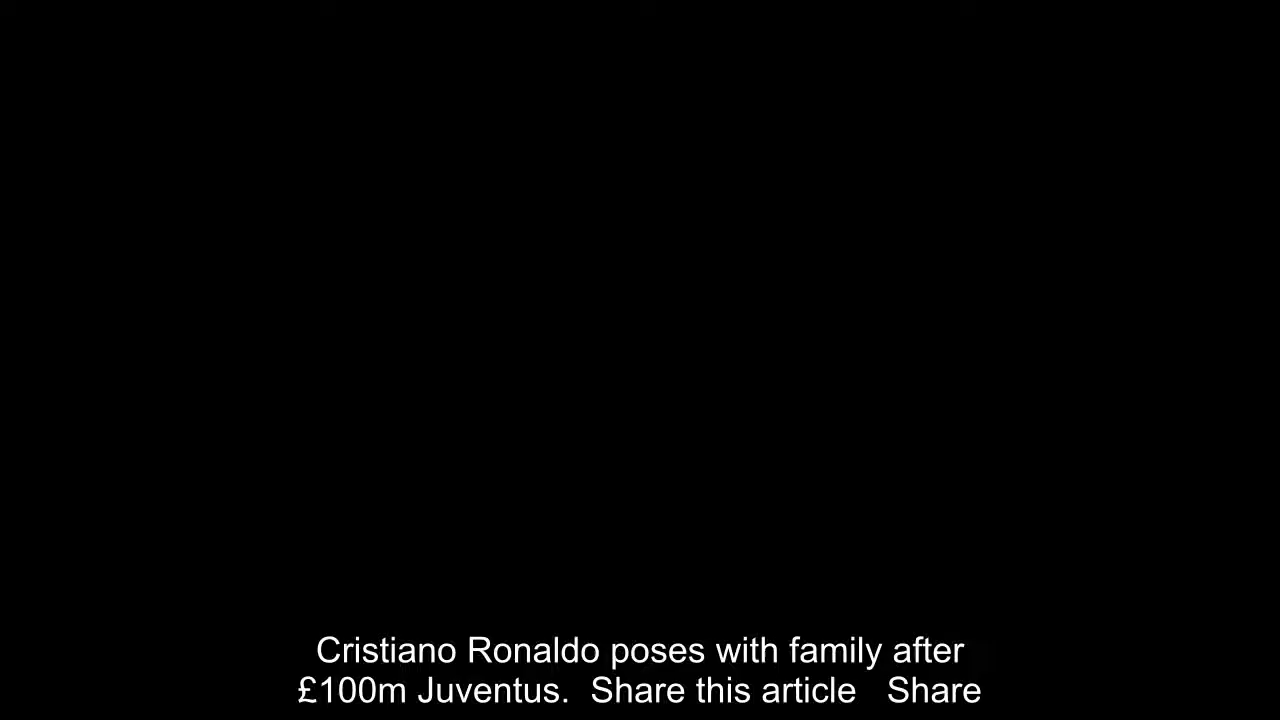 Cristiano Ronaldo poses with family after
£100m Juventus.  Share this article   Share